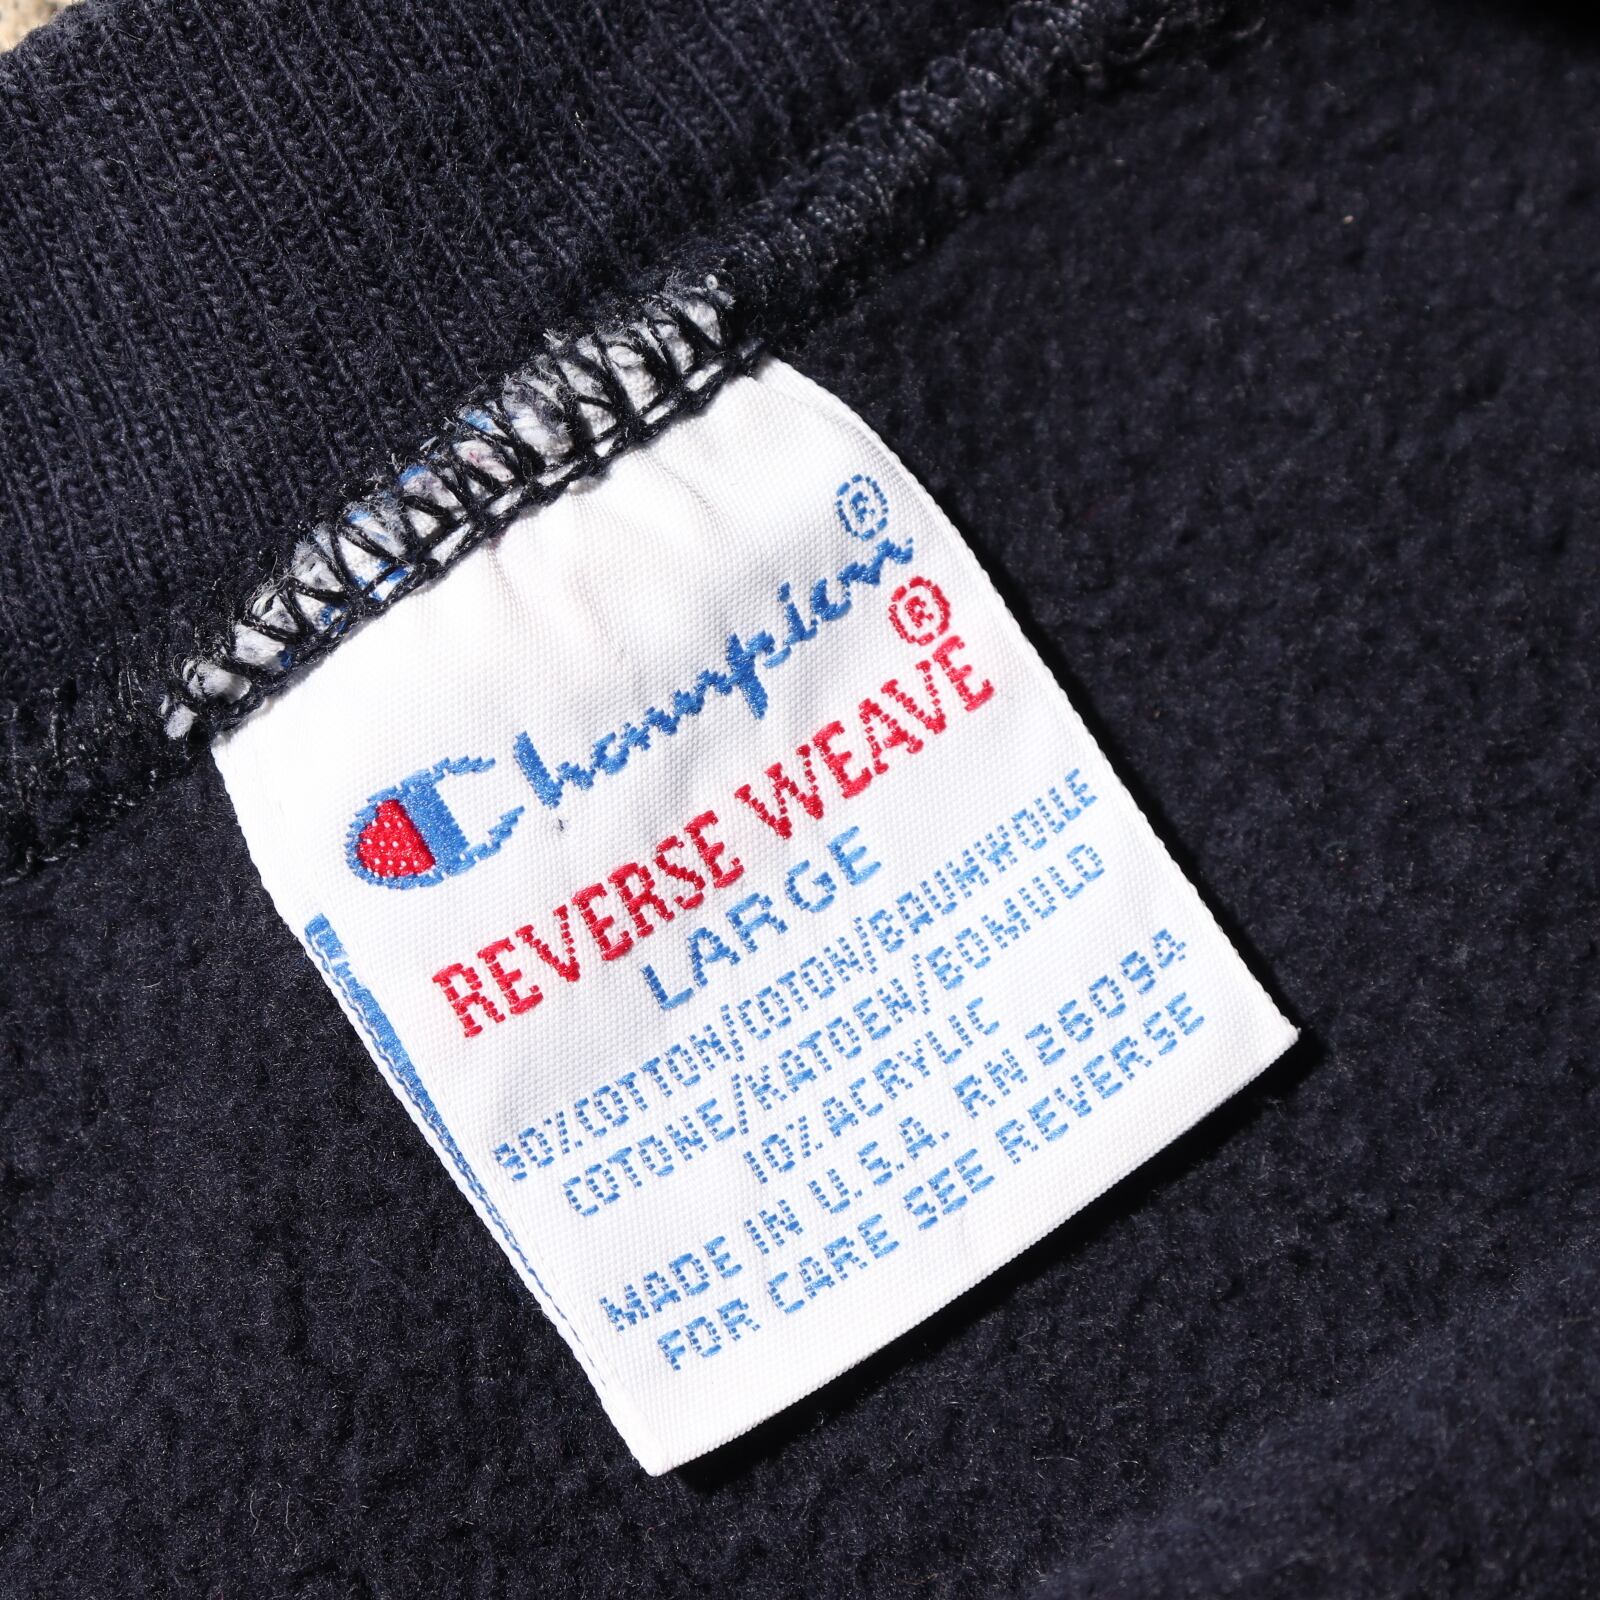 Champion®
REVERSE WEAVE®
LARGE
90%COTTON/COTON/BAUMWOLLE
COTONE/KATOEN/BOMULD
10%ACRYLIC
MADE IN U.S.A. RN 26094
FOR CARE SEE REVERSE